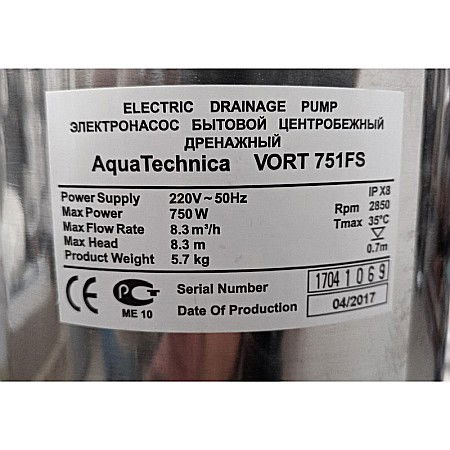 ELECTRIC DRAINAGE PUMP
ЭЛЕКТРОНАСОС БЫТОВОЙ ЦЕНТРОБЕЖНЫЙ
ДРЕНАЖНЫЙ
AquaTechnica VORT 751FS
Power Supply 220V ~ 50Hz IP X8
Max Power 750 W Rpm 2850
Max Flow Rate 8.3 m³/h Tmax 35°C
Max Head 8.3 m
Product Weight 5.7 kg 0.7m
CE PCT Serial Number 1704 1069
ME 10 Date Of Production 04/2017